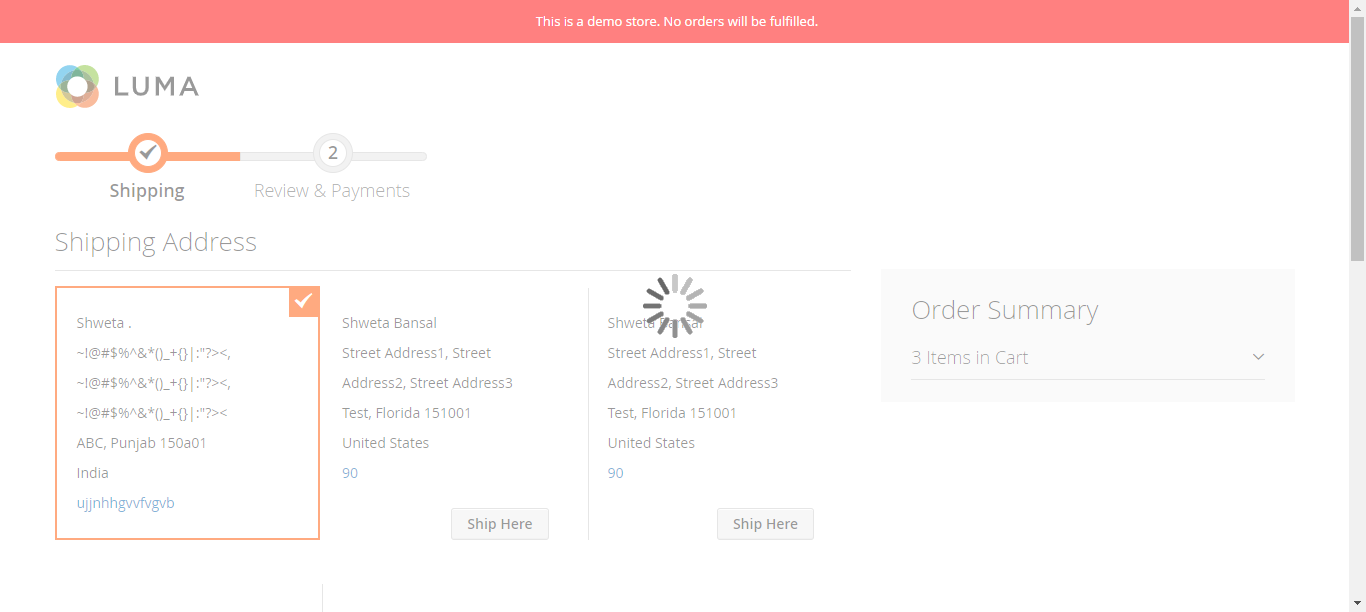 This is a demo store. No orders will be fulfilled.
LUMA
2
Shipping
Review & Payments
Shipping Address
Shweta .
~!@#$%^&*()_+{}|:"?><,
~!@#$%^&*()_+{}|:"?><,
~!@#$%^&*()_+{}|:"?><
ABC, Punjab 150a01
India
ujjnhhgvvfvgvb
Shweta Bansal
Street Address1, Street
Address2, Street Address3
Test, Florida 151001
United States
90
Ship Here
Shweta Bansal
Street Address1, Street
Address2, Street Address3
Test, Florida 151001
United States
90
Ship Here
Order Summary
3 Items in Cart